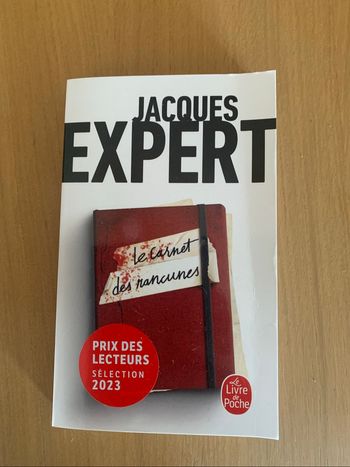 JACQUES
EXPERT
Le carnet
des rancunes
PRIX DES
LECTEURS
SÉLECTION
2023
Le
Livre
de
Poche